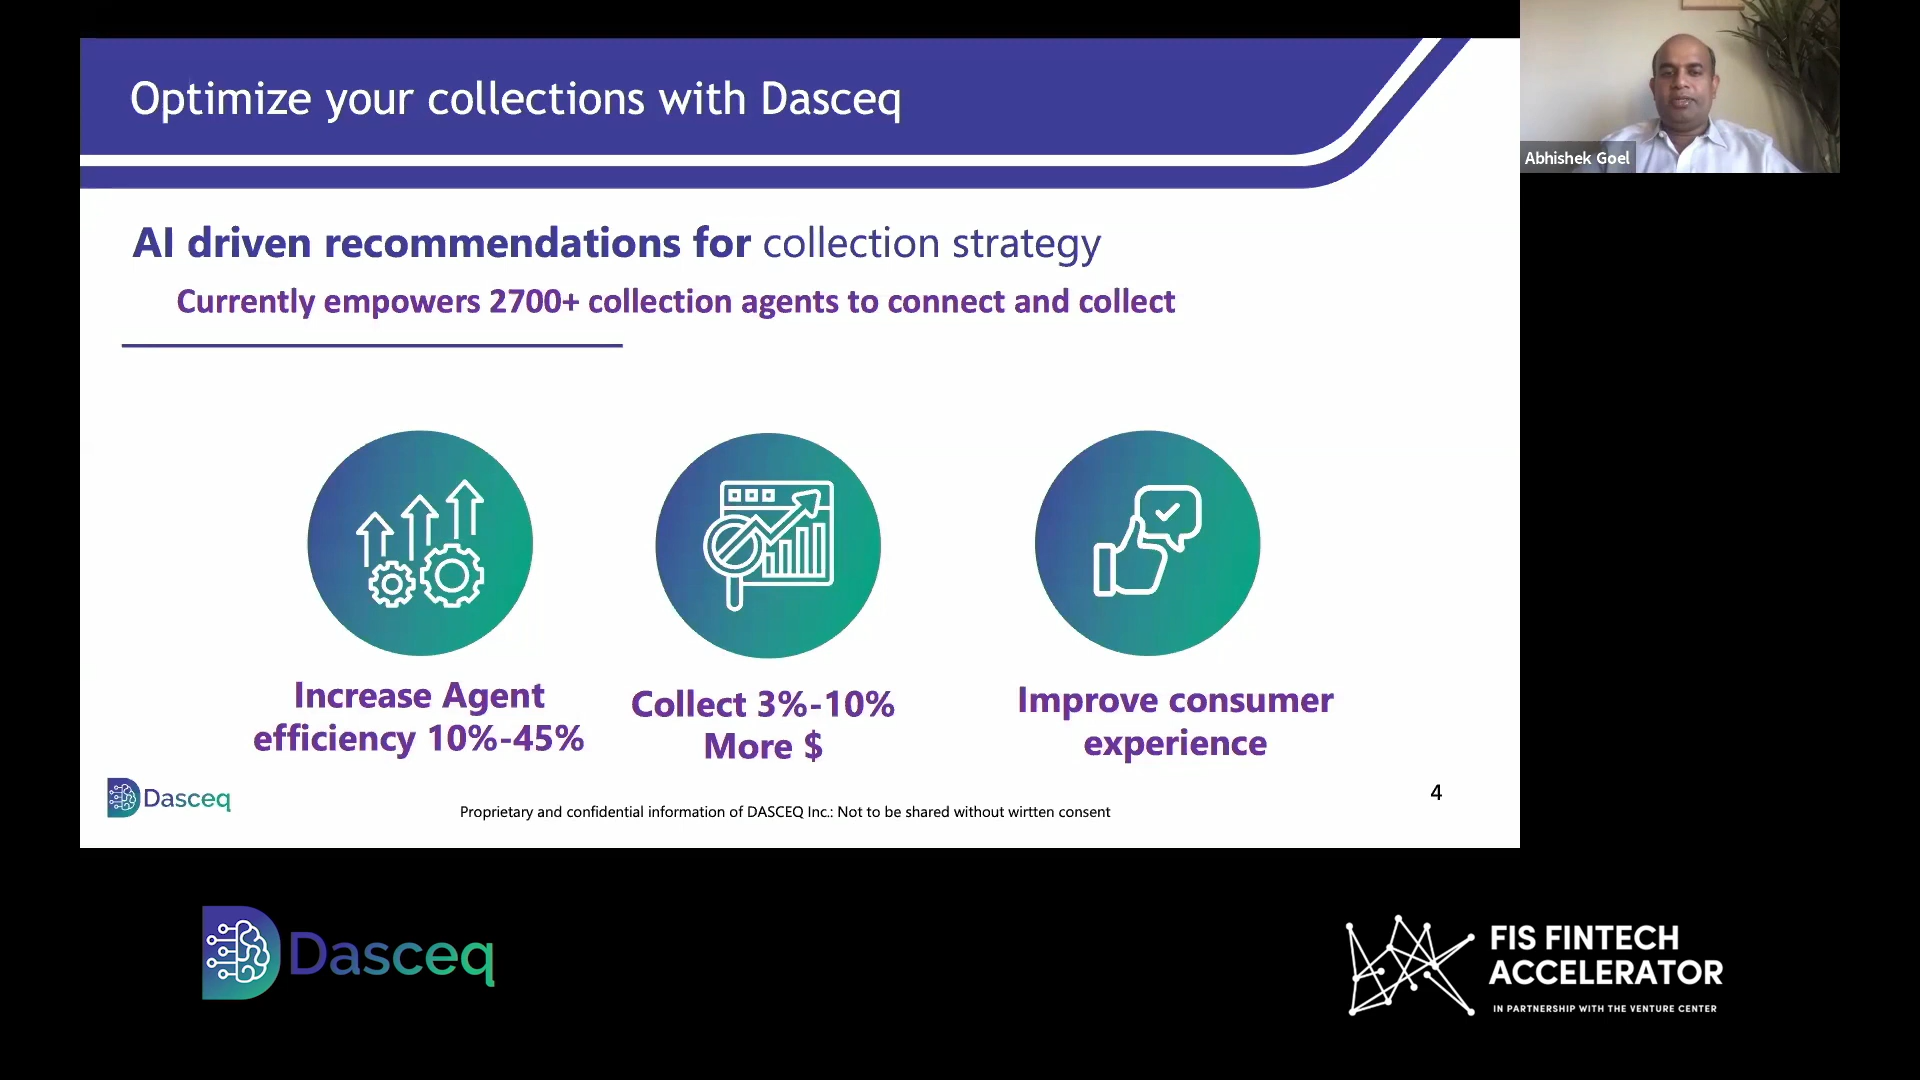 Optimize your collections with Dasceq
Abhishek Goel
AI driven recommendations for collection strategy
Currently empowers 2700+ collection agents to connect and collect
Increase Agent
efficiency 10%-45%
Collect 3%-10%
More $
Improve consumer
experience
Dasceq
Proprietary and confidential information of DASCEQ Inc.: Not to be shared without wirtten consent
4
Dasceq
FIS FINTECH
ACCELERATOR
IN PARTNERSHIP WITH THE VENTURE CENTER